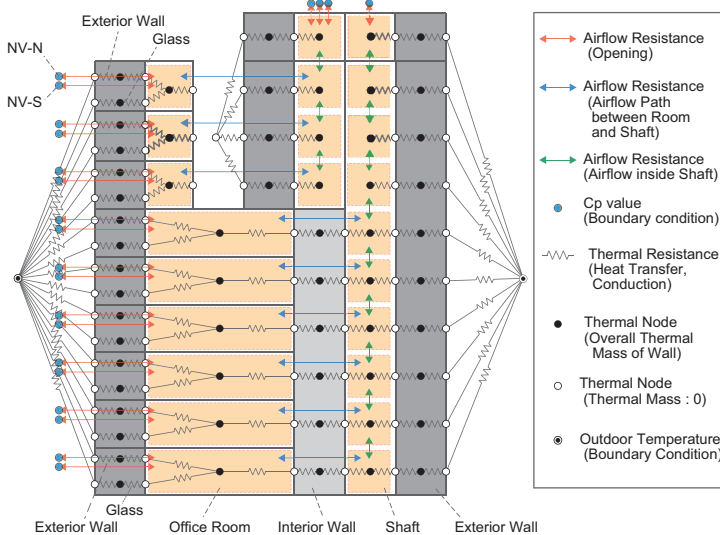 Exterior Wall
Glass
NV-N
NV-S
Glass
Exterior Wall
Office Room
Interior Wall
Shaft
Exterior Wall
Airflow Resistance
(Opening)
Airflow Resistance
(Airflow Path
between Room
and Shaft)
Airflow Resistance
(Airflow inside Shaft)
Cp value
(Boundary condition)
Thermal Resistance
(Heat Transfer,
Conduction)
Thermal Node
(Overall Thermal
Mass of Wall)
Thermal Node
(Thermal Mass : 0)
Outdoor Temperature
(Boundary Condition)